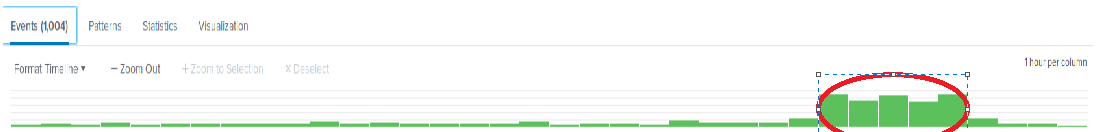 Events (1,004) Patterns Statistics Visualization
Format Timeline ▾ — Zoom Out + Zoom to Selection × Deselect 1 hour per column